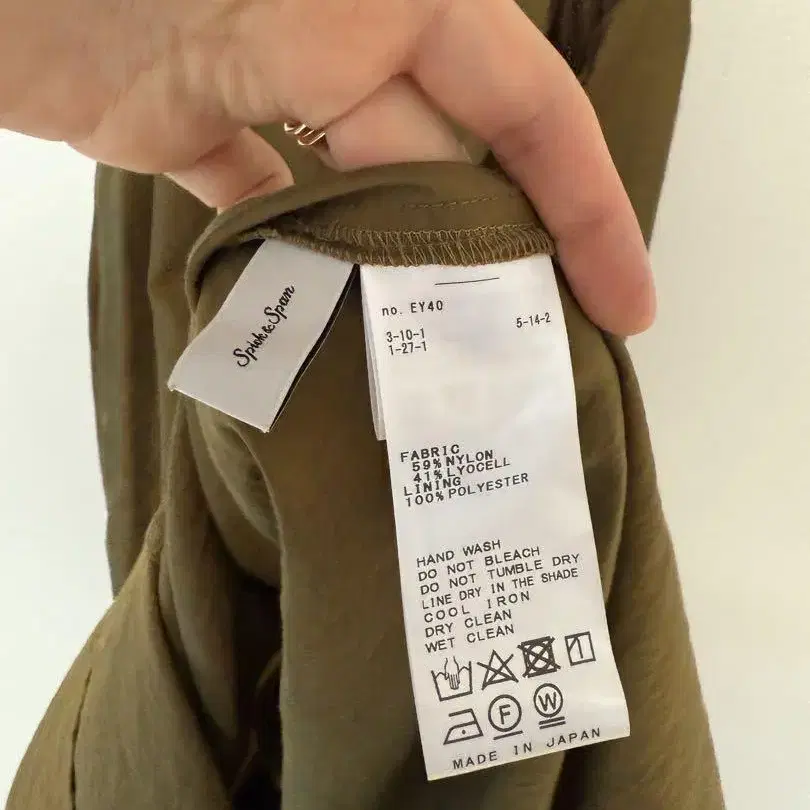 Spick & Span
no. EY40
3-10-1 5-14-2
1-27-1
FABRIC
59%NYLON
41%LYOCELL
LINING
100%POLYESTER
HAND WASH
DO NOT BLEACH
DO NOT TUMBLE DRY
LINE DRY IN THE SHADE
COOL IRON
DRY CLEAN
WET CLEAN
F W
MADE IN JAPAN